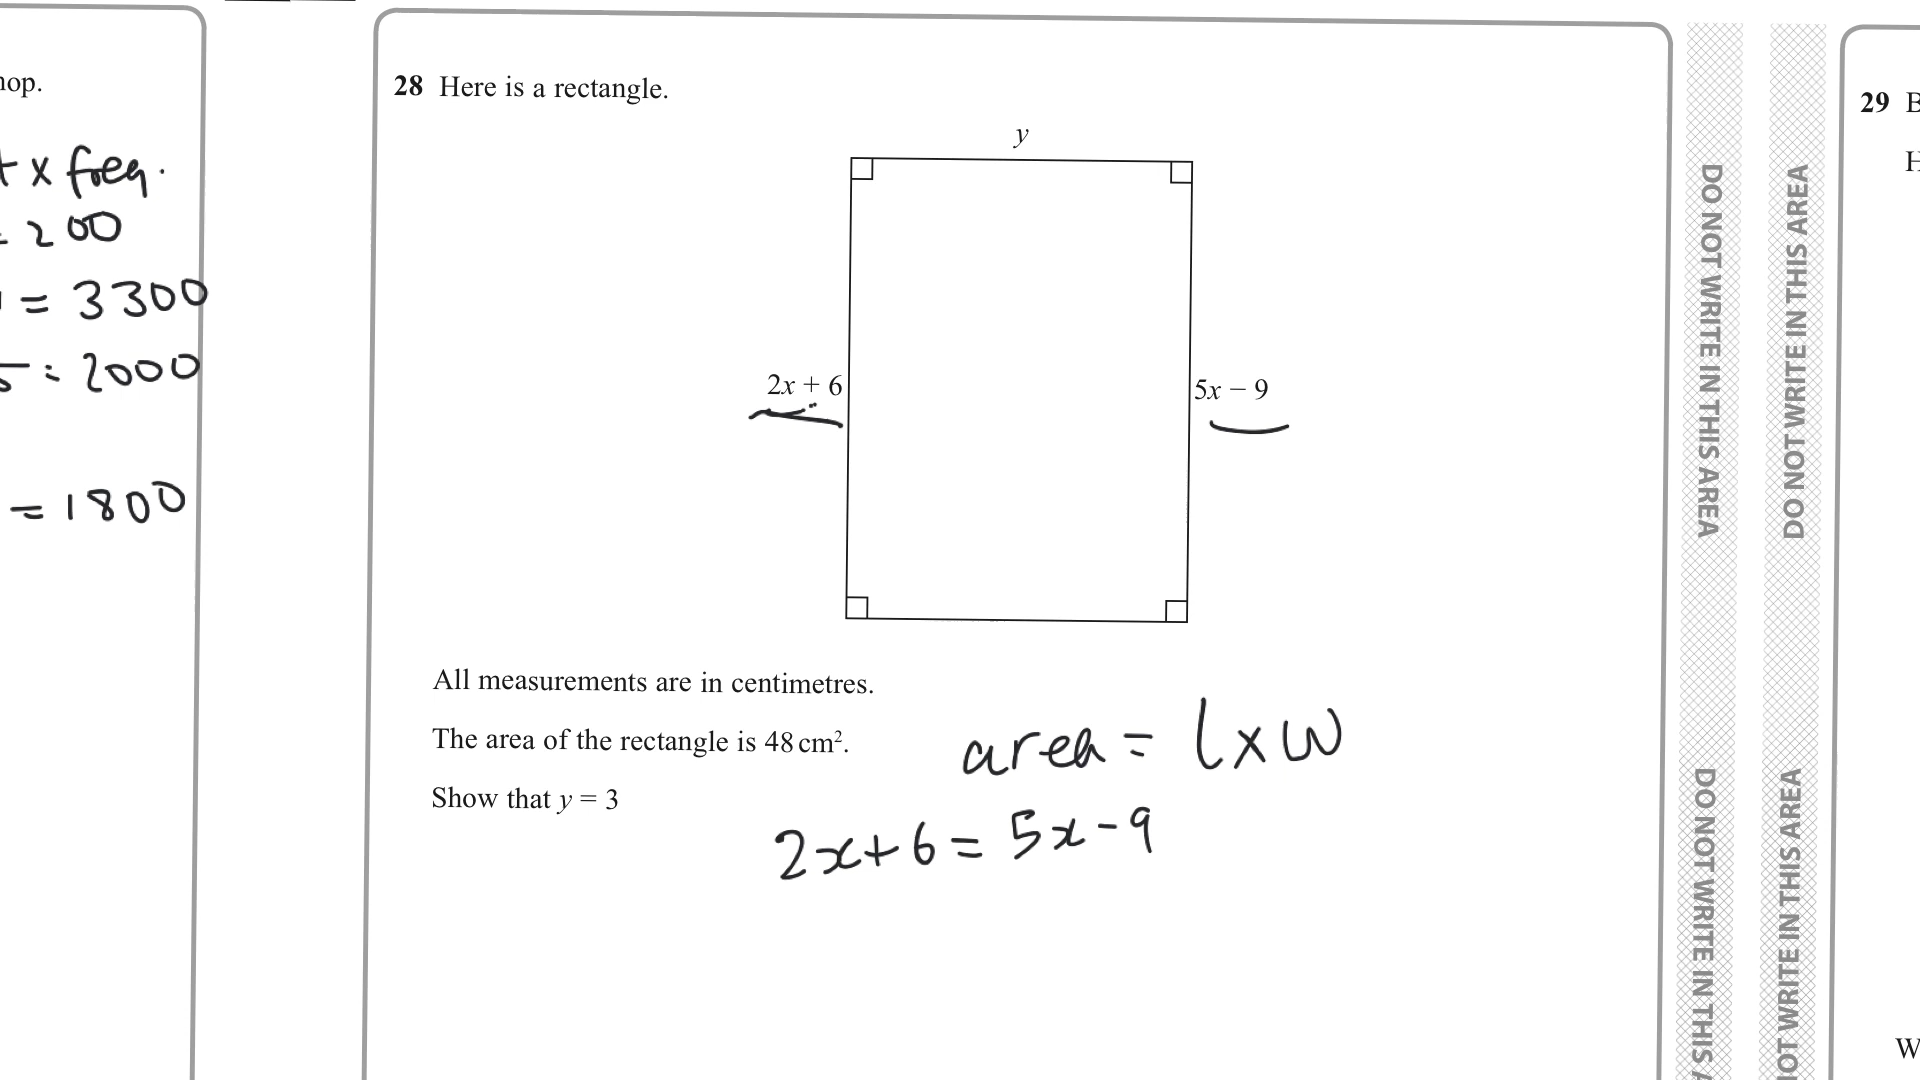 hop.
t x freq.
= 200
= 3300
5 = 2000
= 1800
28 Here is a rectangle.
y
2x + 6
5x − 9
All measurements are in centimetres.
The area of the rectangle is 48 cm².
Show that y = 3
area = l x w
2x+6 = 5x-9
DO NOT WRITE IN THIS AREA
DO NOT WRITE IN THIS AREA
DO NOT WRITE IN THIS A
NOT WRITE IN THIS AREA
29 B
H
W